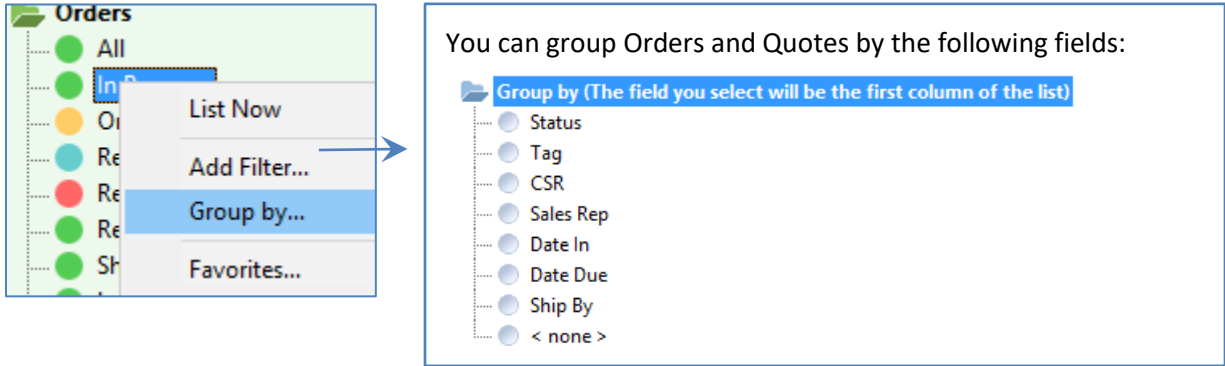 Orders
All
In
List Now
Add Filter...
Group by...
Favorites...
You can group Orders and Quotes by the following fields:
Group by (The field you select will be the first column of the list)
Status
Tag
CSR
Sales Rep
Date In
Date Due
Ship By
< none >